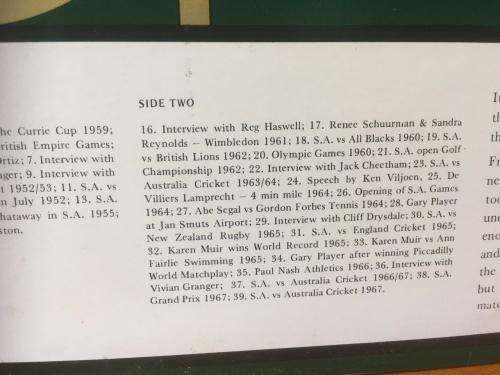 he Currie Cup 1959;
ritish Empire Games;
Ortiz; 7. Interview with
nger; 9. Interview with
t 1952/53; 11. S.A. vs
n July 1952; 13. S.A.
hataway in S.A. 1955;
ston.
SIDE TWO
16. Interview with Reg Haswell; 17. Renee Schuurman & Sandra
Reynolds – Wimbledon 1961; 18. S.A. vs All Blacks 1960; 19. S.A.
vs British Lions 1962; 20. Olympic Games 1960; 21. S.A. open Golf
Championship 1962; 22. Interview with Jack Cheetham; 23. S.A. vs
Australia Cricket 1963/64; 24. Speech by Ken Viljoen, 25. De
Villiers Lamprecht – 4 min mile 1964; 26. Opening of S.A. Games
1964; 27. Abe Segal vs Gordon Forbes Tennis 1964; 28. Gary Player
at Jan Smuts Airport; 29. Interview with Cliff Drysdale; 30. S.A. vs
New Zealand Rugby 1965; 31. S.A. vs England Cricket 1965;
32. Karen Muir wins World Record 1965; 33. Karen Muir vs Ann
Fairlie Swimming 1965; 34. Gary Player after winning Piccadilly
World Matchplay; 35. Paul Nash Athletics 1966; 36. Interview with
Vivian Granger; 37. S.A. vs Australia Cricket 1966/67; 38. S.A.
Grand Prix 1967; 39. S.A. vs Australia Cricket 1967.
th
th
Fr
ne
too
und
eno
and
the
but
mate